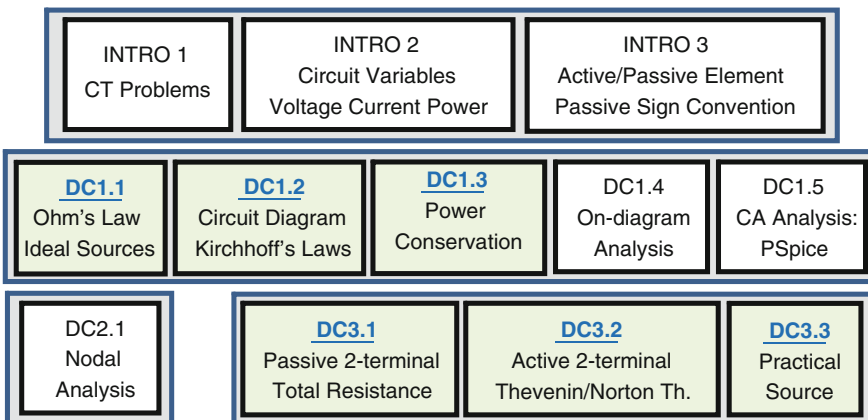 INTRO 1
CT Problems
INTRO 2
Circuit Variables
Voltage Current Power
INTRO 3
Active/Passive Element
Passive Sign Convention
DC1.1
Ohm's Law
Ideal Sources
DC1.2
Circuit Diagram
Kirchhoff's Laws
DC1.3
Power
Conservation
DC1.4
On-diagram
Analysis
DC1.5
CA Analysis:
PSpice
DC2.1
Nodal
Analysis
DC3.1
Passive 2-terminal
Total Resistance
DC3.2
Active 2-terminal
Thevenin/Norton Th.
DC3.3
Practical
Source